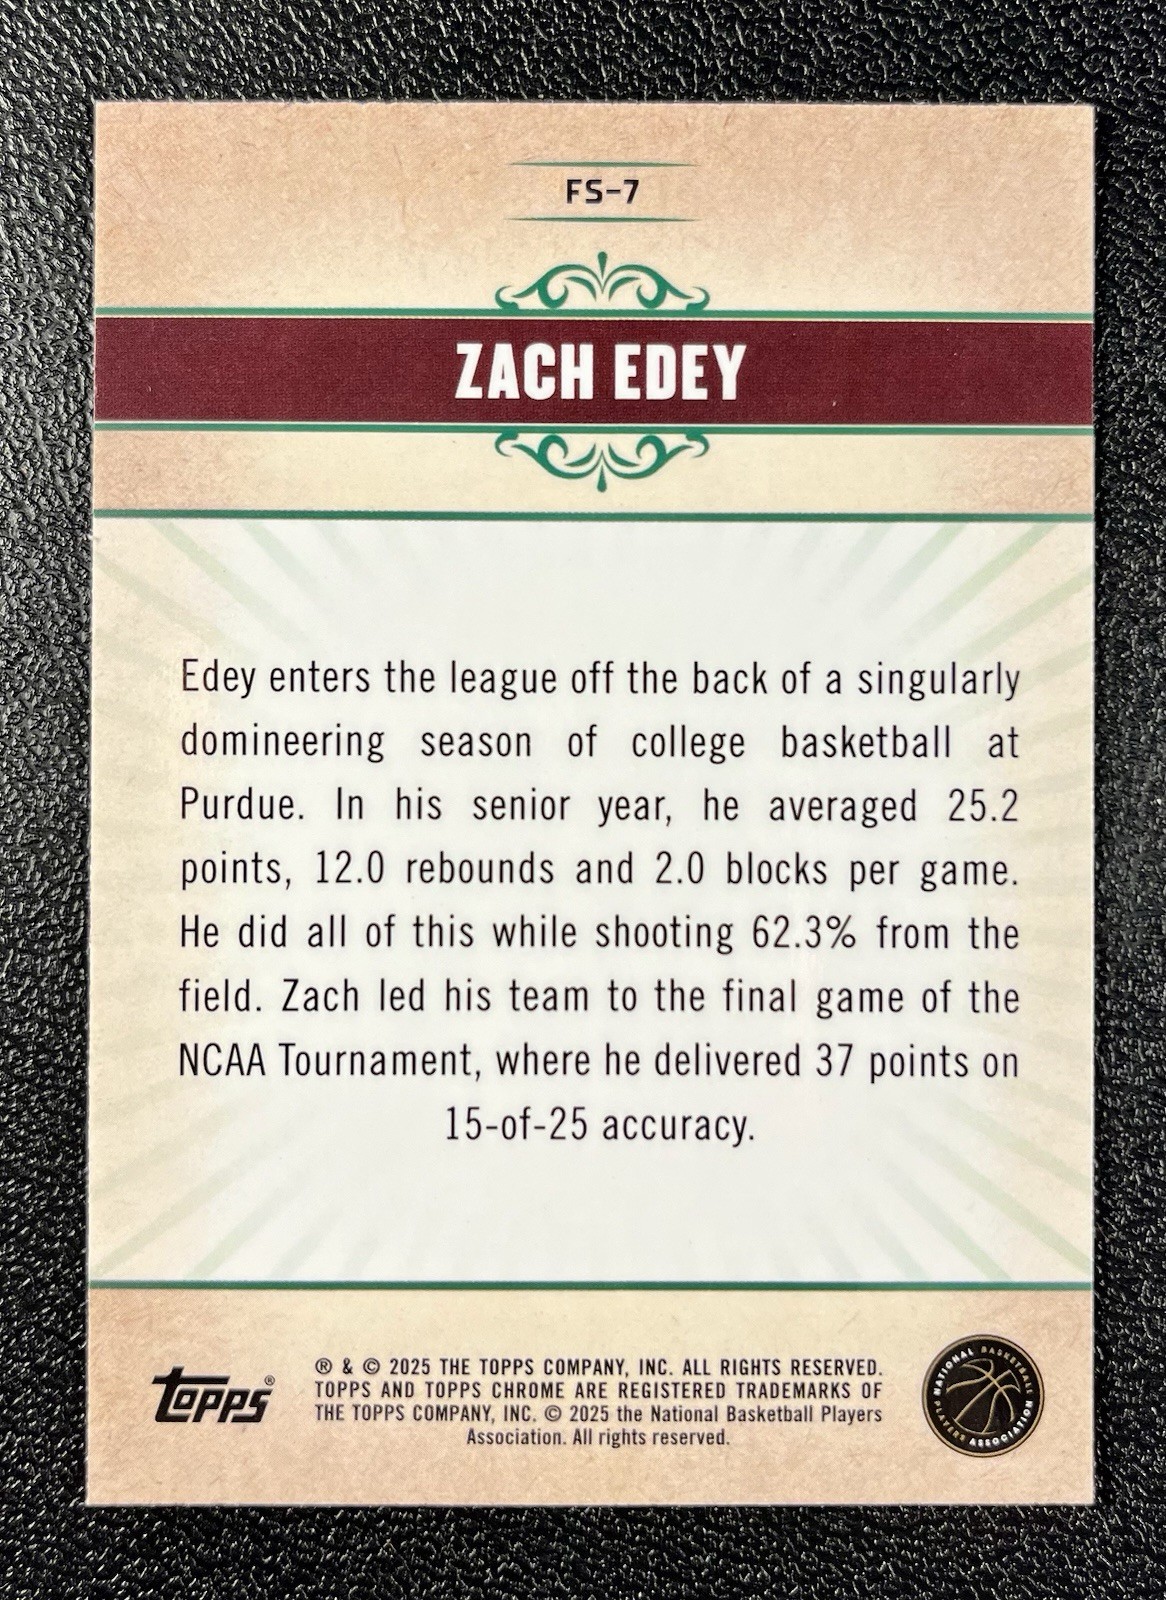 FS-7
ZACH EDEY
Edey enters the league off the back of a singularly
domineering season of college basketball at
Purdue. In his senior year, he averaged 25.2
points, 12.0 rebounds and 2.0 blocks per game.
He did all of this while shooting 62.3% from the
field. Zach led his team to the final game of the
NCAA Tournament, where he delivered 37 points on
15-of-25 accuracy.
topps®
® & © 2025 THE TOPPS COMPANY, INC. ALL RIGHTS RESERVED.
TOPPS AND TOPPS CHROME ARE REGISTERED TRADEMARKS OF
THE TOPPS COMPANY, INC. © 2025 the National Basketball Players
Association. All rights reserved.
NATIONAL BASKETBALL
PLAYERS ASSOCIATION